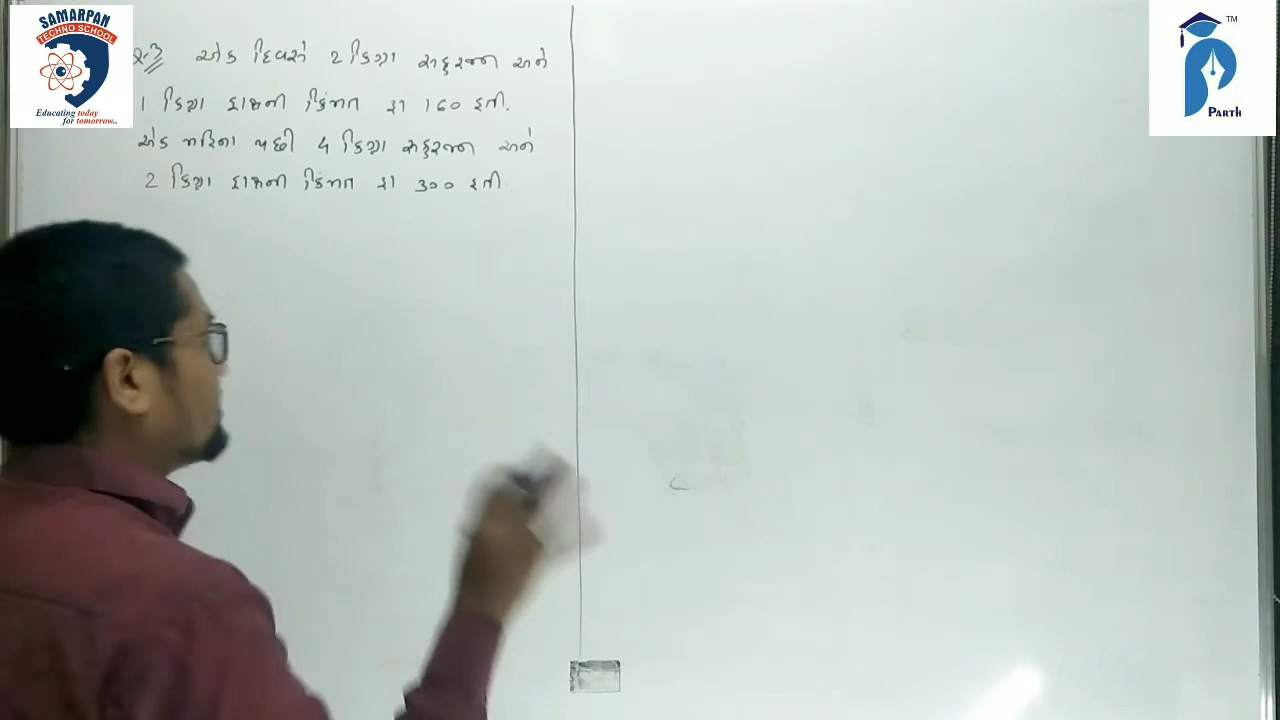 SAMARPAN
TECHNO SCHOOL
Educating today
for tomorrow..
TM
PARTH
પ્ર-3 એક દિવસે 2 કિગ્રા સફરજન અને
1 કિગ્રા દ્રાક્ષની કિંમત રૂા 160 હતી.
એક મહિના પછી 4 કિગ્રા સફરજન અને
2 કિગ્રા દ્રાક્ષની કિંમત રૂા 300 હતી